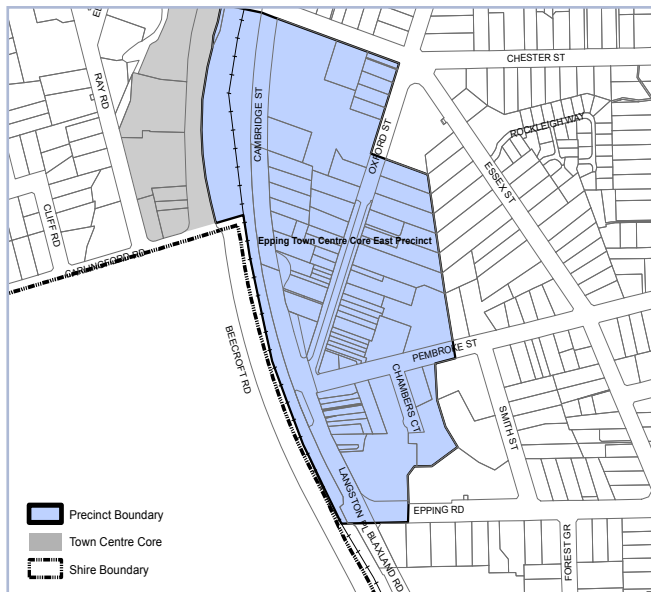 EL
RAY RD
CLIFF RD
CARLINGFORD RD
CAMBRIDGE ST
CHESTER ST
OXFORD ST
ROCKLEIGH WAY
ESSEX ST
Epping Town Centre Core East Precinct
BEECROFT RD
PEMBROKE ST
CHAMBERS CT
SMITH ST
LANGSTON PL
BLAXLAND RD
EPPING RD
FOREST GR
Precinct Boundary
Town Centre Core
Shire Boundary